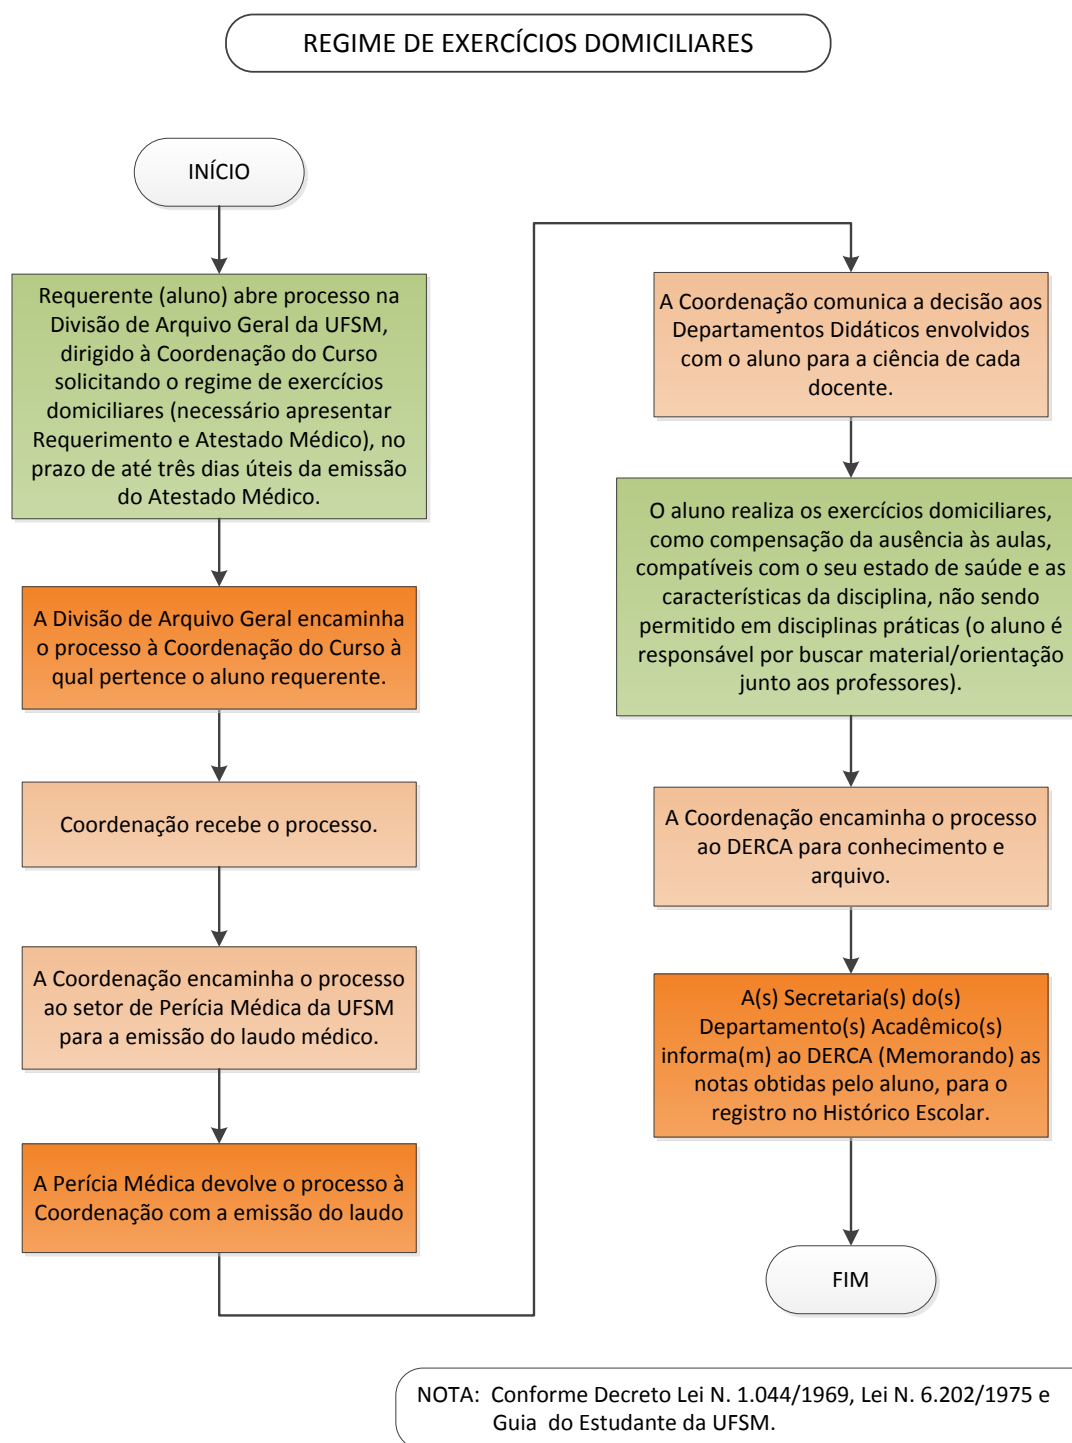 REGIME DE EXERCÍCIOS DOMICILIARES
INÍCIO
Requerente (aluno) abre processo na
Divisão de Arquivo Geral da UFSM,
dirigido à Coordenação do Curso
solicitando o regime de exercícios
domiciliares (necessário apresentar
Requerimento e Atestado Médico), no
prazo de até três dias úteis da emissão
do Atestado Médico.
A Divisão de Arquivo Geral encaminha
o processo à Coordenação do Curso à
qual pertence o aluno requerente.
Coordenação recebe o processo.
A Coordenação encaminha o processo
ao setor de Perícia Médica da UFSM
para a emissão do laudo médico.
A Perícia Médica devolve o processo à
Coordenação com a emissão do laudo
A Coordenação comunica a decisão aos
Departamentos Didáticos envolvidos
com o aluno para a ciência de cada
docente.
O aluno realiza os exercícios domiciliares,
como compensação da ausência às aulas,
compatíveis com o seu estado de saúde e as
características da disciplina, não sendo
permitido em disciplinas práticas (o aluno é
responsável por buscar material/orientação
junto aos professores).
A Coordenação encaminha o processo
ao DERCA para conhecimento e
arquivo.
A(s) Secretaria(s) do(s)
Departamento(s) Acadêmico(s)
informa(m) ao DERCA (Memorando) as
notas obtidas pelo aluno, para o
registro no Histórico Escolar.
FIM
NOTA: Conforme Decreto Lei N. 1.044/1969, Lei N. 6.202/1975 e
Guia do Estudante da UFSM.